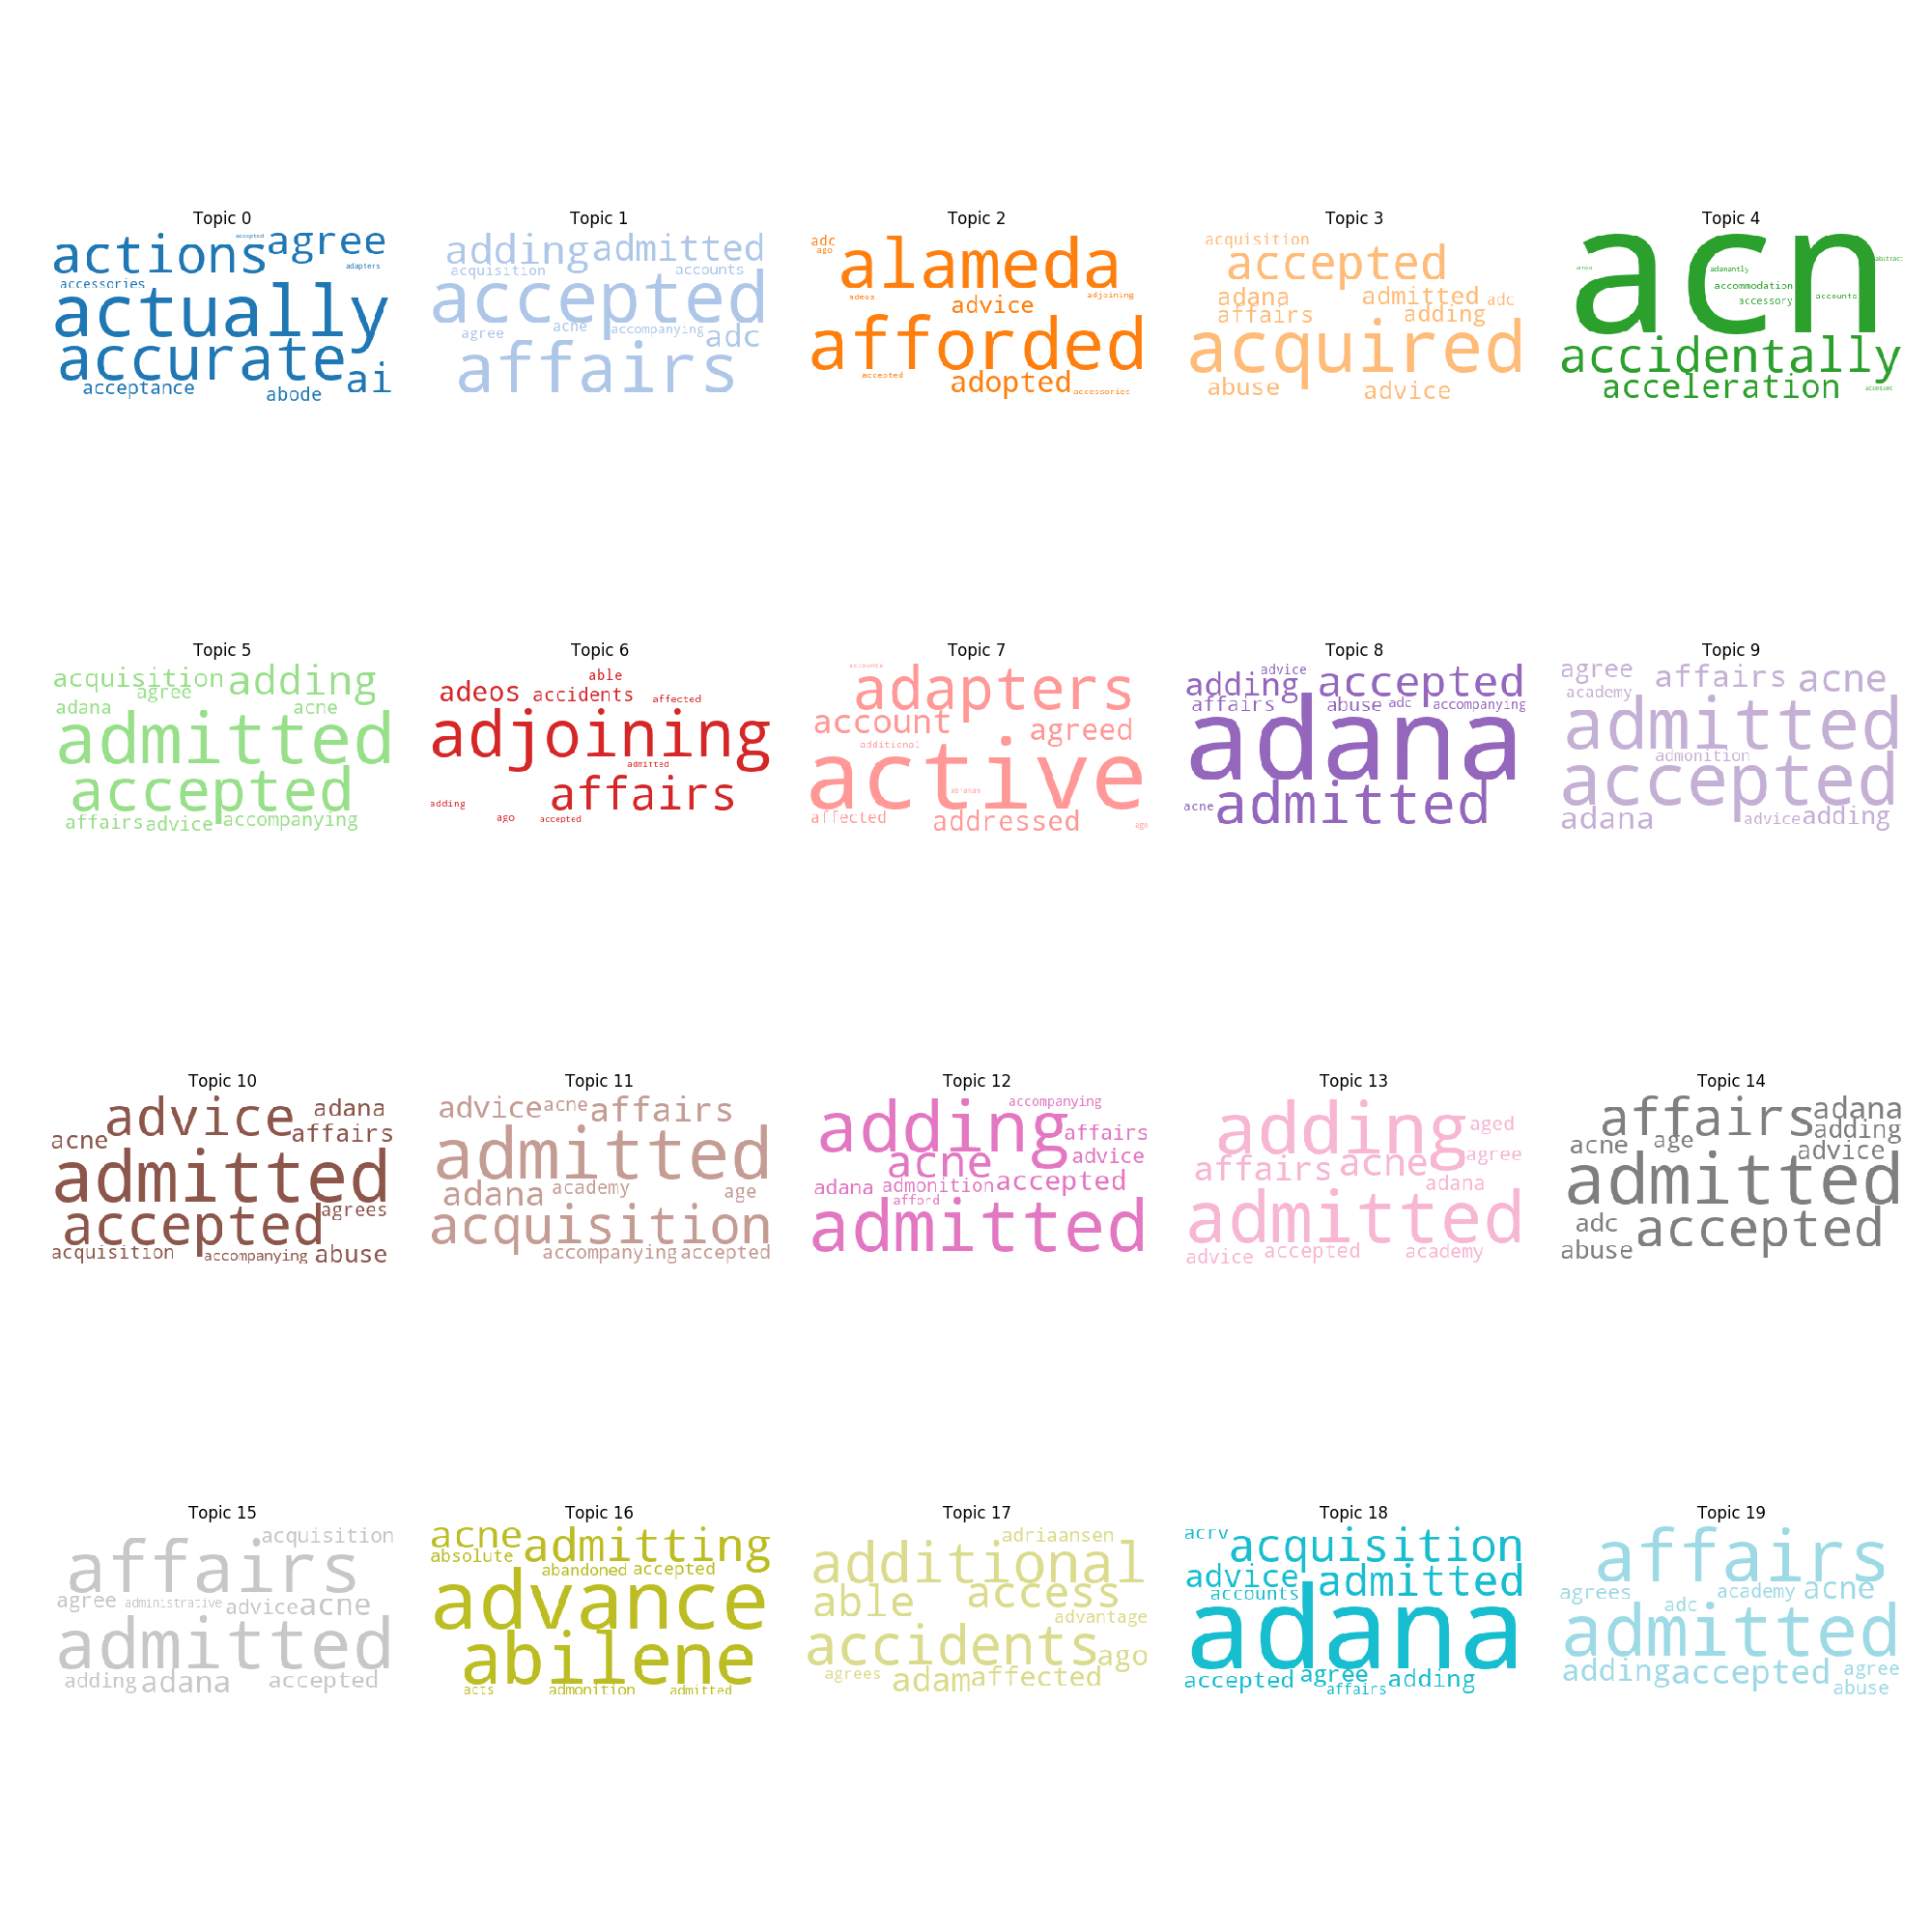 Topic 0
accepted
actions agree
adapters
accessories
actually
accurate ai
acceptance abode
Topic 1
adding admitted
acquisition accounts
accepted
agree acne accompanying adc
affairs
Topic 2
adc
ago alameda
adeos advice adjoining
afforded
accepted adopted accessories
Topic 3
acquisition
accepted
adana admitted adc
affairs adding
acquired
abuse advice
Topic 4
acn
abstract
adamantly
accommodation
accessory accounts
accidentally
acceleration accessed
Topic 5
acquisition adding
agree
adana acne
admitted
accepted
affairs advice accompanying
Topic 6
able
adeos accidents affected
adjoining
admitted
affairs
adding
ago accepted
Topic 7
accounts
adapters
account agreed
additional
active
affected addressed ago
Topic 8
advice
adding accepted
affairs abuse adc accompanying
adana
acne admitted
Topic 9
agree affairs acne
academy
admitted
admonition
accepted
adana advice adding
Topic 10
advice adana
acne affairs
admitted
accepted agrees
acquisition accompanying abuse
Topic 11
advice acne affairs
admitted
adana academy age
acquisition
accompanying accepted
Topic 12
accompanying
adding affairs
acne advice
adana admonition accepted
afford
admitted
Topic 13
adding aged
affairs acne agree
adana
admitted
advice accepted academy
Topic 14
affairs adana
adding
acne age advice
admitted
adc
abuse accepted
Topic 15
acquisition
affairs
agree administrative advice acne
admitted
adding adana accepted
Topic 16
acne admitting
absolute
abandoned accepted
advance
abilene
acts admonition admitted
Topic 17
adriaansen
additional
able access
advantage
accidents ago
agrees adam affected
Topic 18
acrv acquisition
advice admitted
accounts
adana
accepted agree adding
affairs
Topic 19
affairs
agrees academy acne
adc
admitted
adding accepted agree
abuse